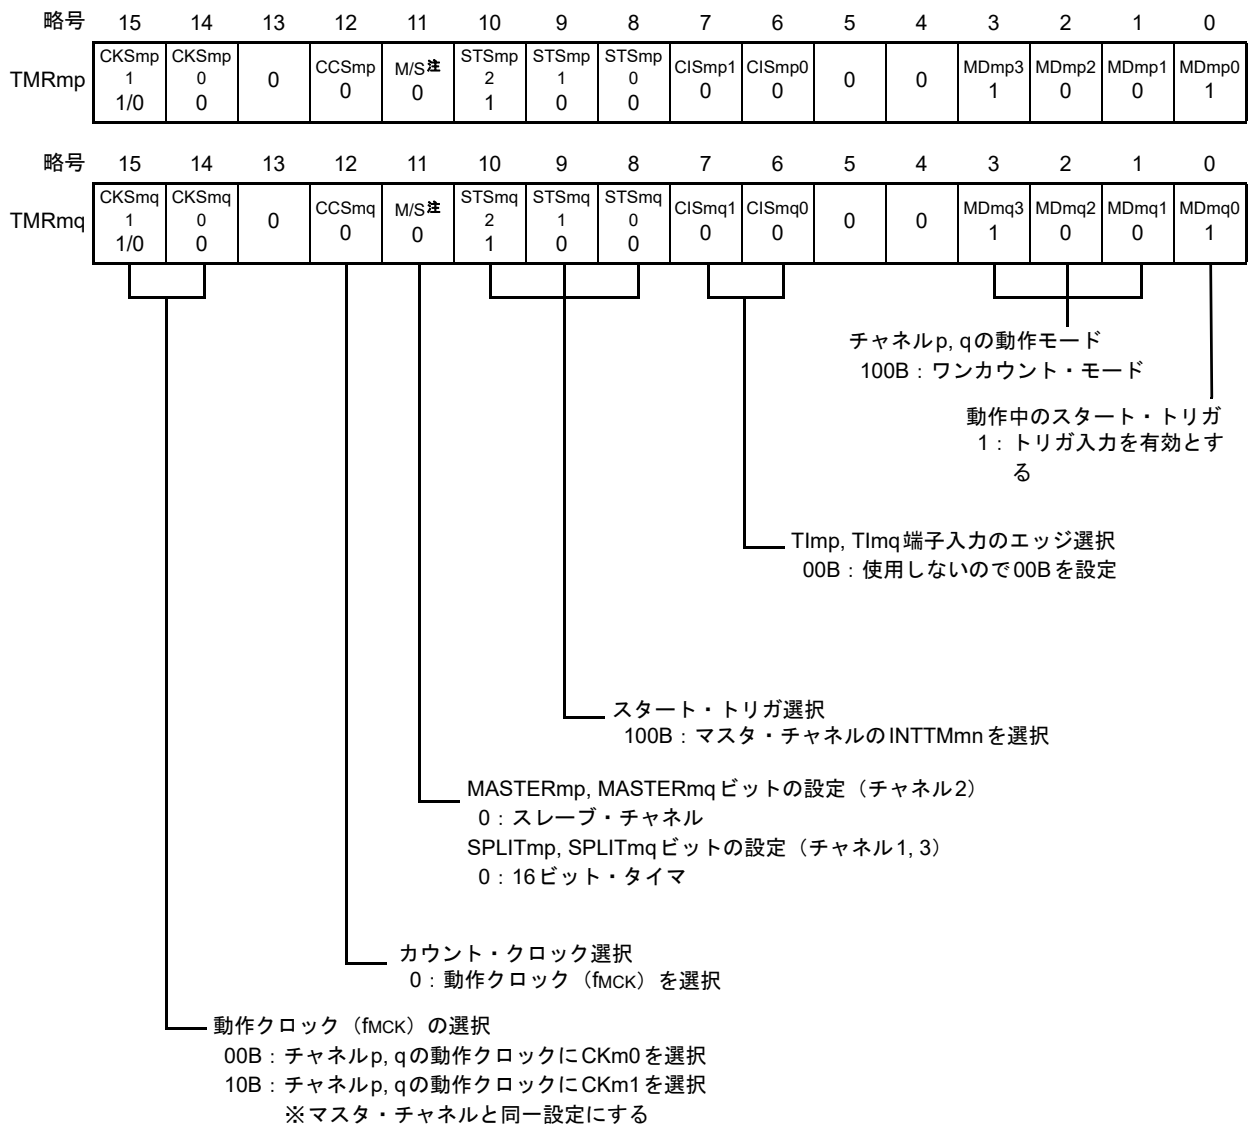 略号 15 14 13 12 11 10 9 8 7 6 5 4 3 2 1 0
TMRmp CKSmp1 CKSmp0 0 CCSmp M/S注 STSmp2 STSmp1 STSmp0 CISmp1 CISmp0 0 0 MDmp3 MDmp2 MDmp1 MDmp0
1/0 0 0 0 1 0 0 0 0 1 0 0 1
略号 15 14 13 12 11 10 9 8 7 6 5 4 3 2 1 0
TMRmq CKSmq1 CKSmq0 0 CCSmq M/S注 STSmq2 STSmq1 STSmq0 CISmq1 CISmq0 0 0 MDmq3 MDmq2 MDmq1 MDmq0
1/0 0 0 0 1 0 0 0 0 1 0 0 1
チャネルp, qの動作モード
100B：ワンカウント・モード
動作中のスタート・トリガ
1：トリガ入力を有効とす
る
TImp, TImq端子入力のエッジ選択
00B：使用しないので00Bを設定
スタート・トリガ選択
100B：マスタ・チャネルのINTTMmnを選択
MASTERmp, MASTERmqビットの設定（チャネル2）
0：スレーブ・チャネル
SPLITmp, SPLITmqビットの設定（チャネル1, 3）
0：16ビット・タイマ
カウント・クロック選択
0：動作クロック（fMCK）を選択
動作クロック（fMCK）の選択
00B：チャネルp, qの動作クロックにCKm0を選択
10B：チャネルp, qの動作クロックにCKm1を選択
※マスタ・チャネルと同一設定にする